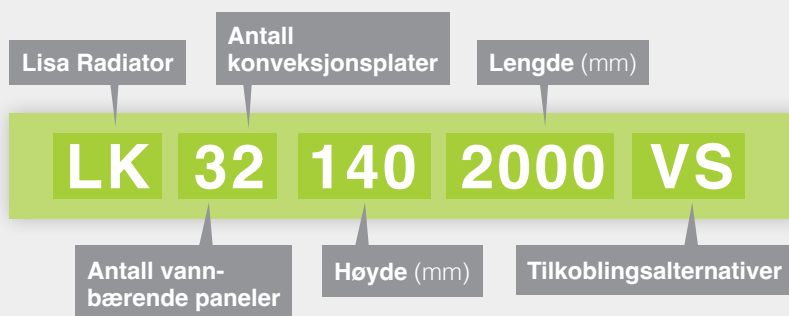 Lisa Radiator
Antall
konveksjonsplater
Lengde (mm)
LK 32 140 2000 VS
Antall vann-
bærende paneler
Høyde (mm)
Tilkoblingsalternativer